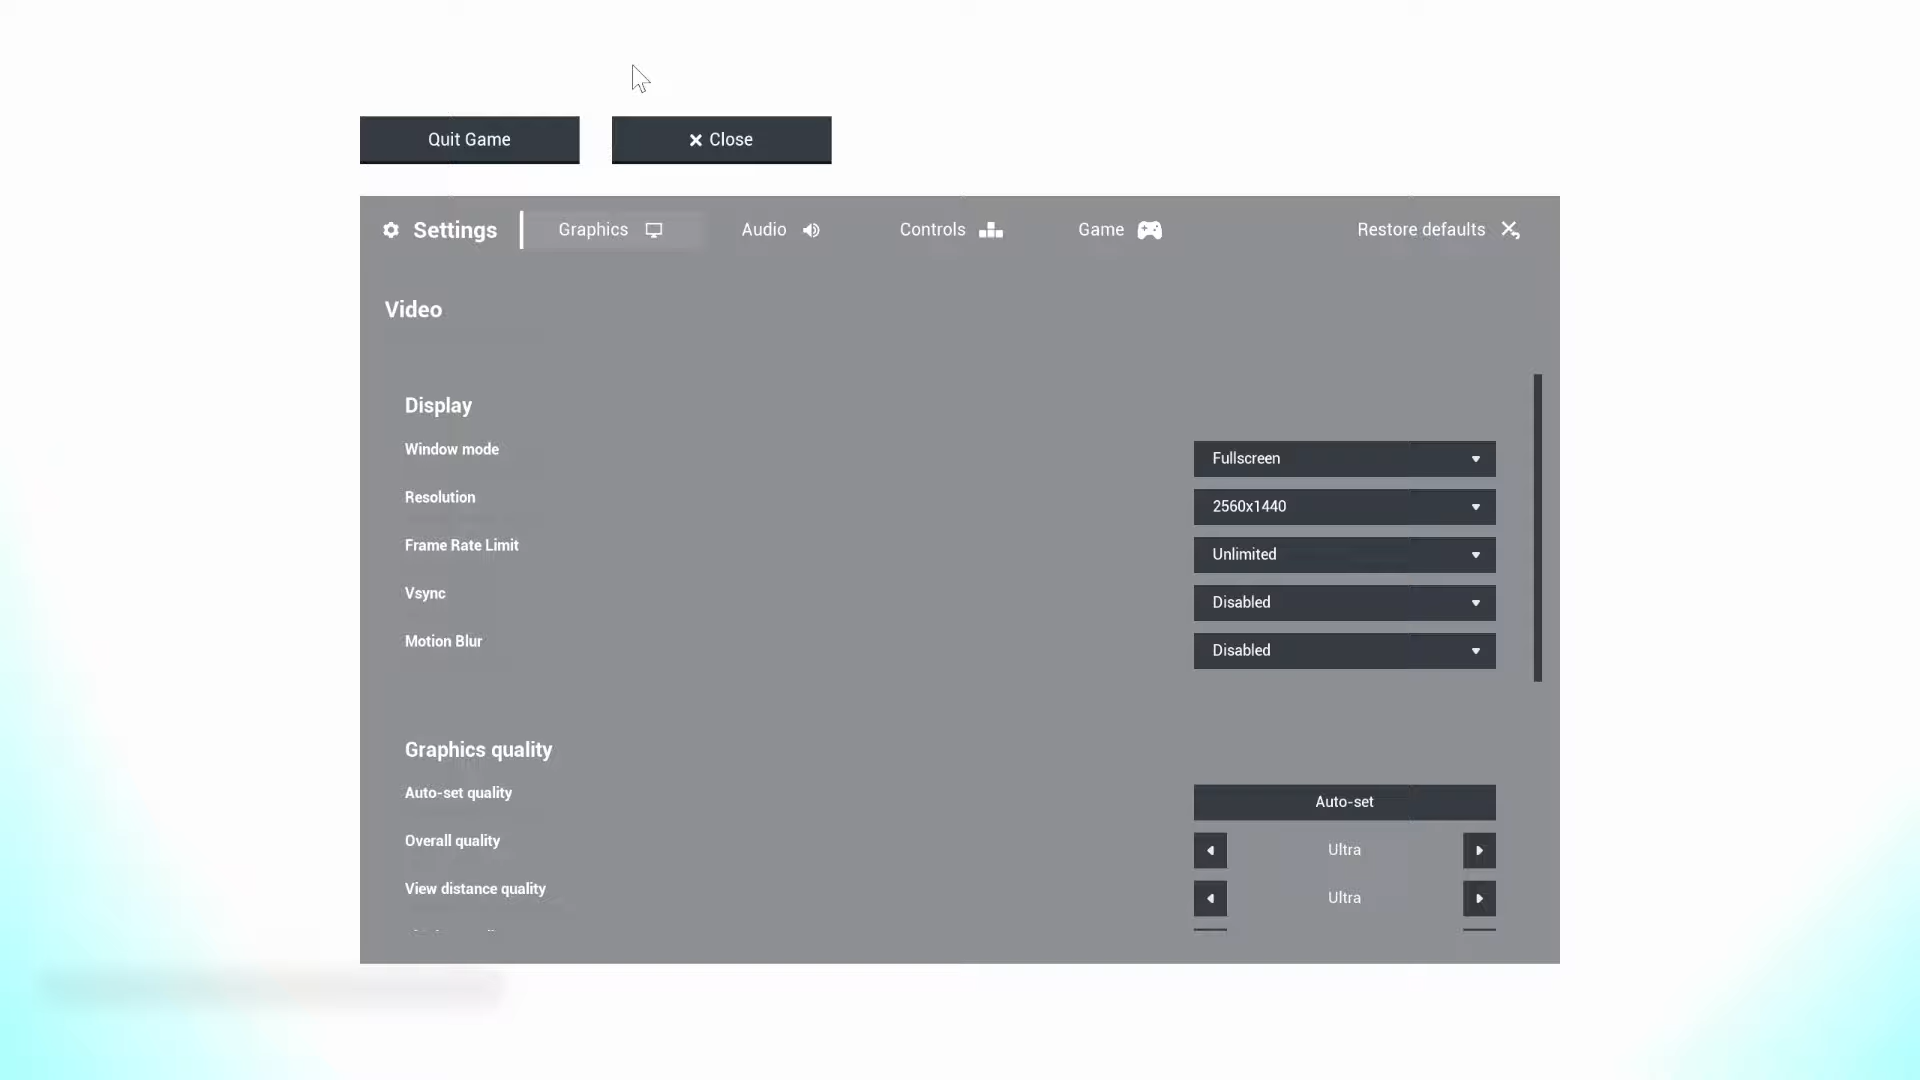 Quit Game
Close
Settings
Graphics
Audio
Controls
Game
Restore defaults
Video
Display
Window mode
Fullscreen
Resolution
2560x1440
Frame Rate Limit
Unlimited
Vsync
Disabled
Motion Blur
Disabled
Graphics quality
Auto-set quality
Auto-set
Overall quality
Ultra
View distance quality
Ultra